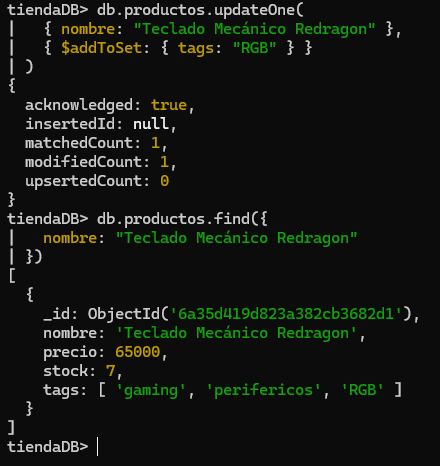 tiendaDB> db.productos.updateOne(
|   { nombre: "Teclado Mecánico Redragon" },
|   { $addToSet: { tags: "RGB" } }
| )
{
  acknowledged: true,
  insertedId: null,
  matchedCount: 1,
  modifiedCount: 1,
  upsertedCount: 0
}
tiendaDB> db.productos.find({
|   nombre: "Teclado Mecánico Redragon"
| })
[
  {
    _id: ObjectId('6a35d419d823a382cb3682d1'),
    nombre: 'Teclado Mecánico Redragon',
    precio: 65000,
    stock: 7,
    tags: [ 'gaming', 'perifericos', 'RGB' ]
  }
]
tiendaDB>